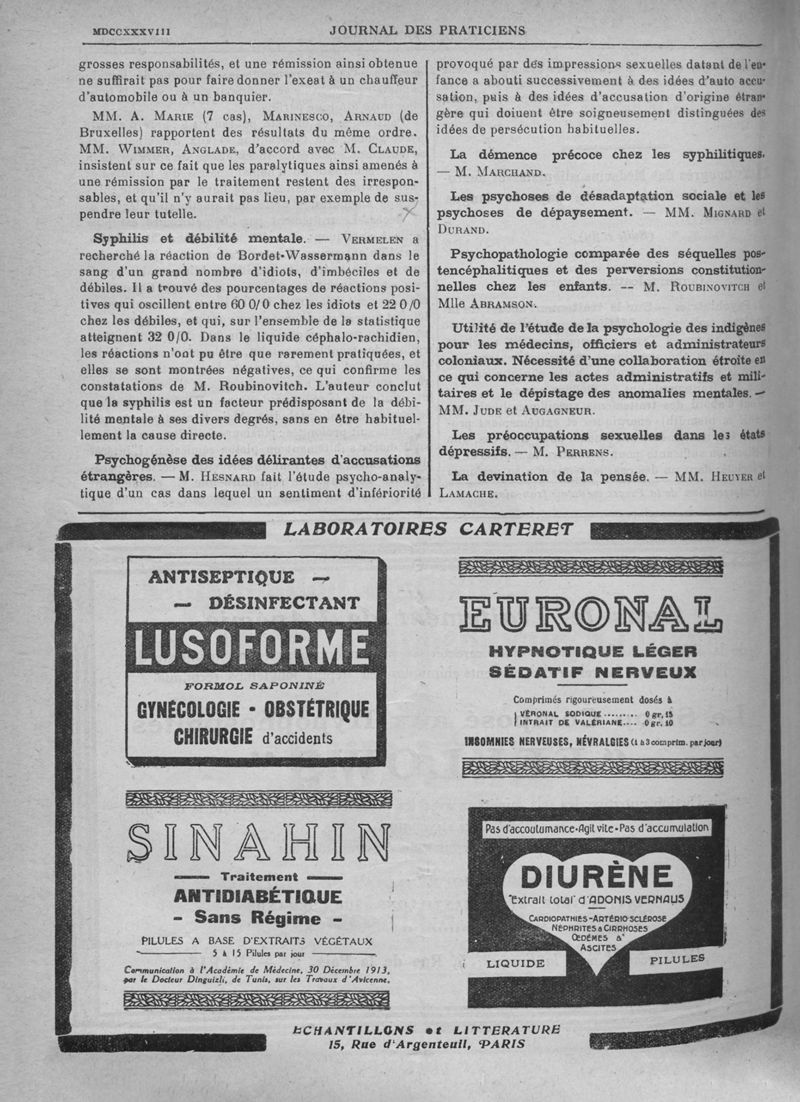 MDCCXXXVIII
JOURNAL DES PRATICIENS
grosses responsabilités, et une rémission ainsi obtenue
ne suffirait pas pour faire donner l'exeat à un chauffeur
d'automobile ou à un banquier.
MM. A. MARIE (7 cas), MARINESCO, ARNAUD (de
Bruxelles) rapportent des résultats du même ordre.
MM. WIMMER, ANGLADE, d'accord avec M. CLAUDE,
insistent sur ce fait que les paralytiques ainsi amenés à
une rémission par le traitement restent des irrespon-
sables, et qu'il n'y aurait pas lieu, par exemple de sus-
pendre leur tutelle.
Syphilis et débilité mentale. — VERMELEN a
recherché la réaction de Bordet-Wassermann dans le
sang d'un grand nombre d'idiots, d'imbéciles et de
débiles. Il a trouvé des pourcentages de réactions posi-
tives qui oscillent entre 60 0/0 chez les idiots et 22 0/0
chez les débiles, et qui, sur l'ensemble de la statistique
atteignent 32 0/0. Dans le liquide céphalo-rachidien,
les réactions n'ont pu être que rarement pratiquées, et
elles se sont montrées négatives, ce qui confirme les
constatations de M. Roubinovitch. L'auteur conclut
que la syphilis est un facteur prédisposant de la débi-
lité mentale à ses divers degrés, sans en être habituel-
lement la cause directe.
Psychogénèse des idées délirantes d'accusations
étrangères. — M. HESNARD fait l'étude psycho-analy-
tique d'un cas dans lequel un sentiment d'infériorité
provoqué par des impressions sexuelles datant de l'en-
fance a abouti successivement à des idées d'auto accu-
sation, puis à des idées d'accusation d'origine étran-
gère qui doiuent être soigneusement distinguées des
idées de persécution habituelles.
La démence précoce chez les syphilitiques.
— M. MARCHAND.
Les psychoses de désadaptation sociale et les
psychoses de dépaysement. — MM. MIGNARD et
DURAND.
Psychopathologie comparée des séquelles pos-
tencéphalitiques et des perversions constitution-
nelles chez les enfants. -- M. ROUBINOVITCH et
Mlle ABRAMSON.
Utilité de l'étude de la psychologie des indigènes
pour les médecins, officiers et administrateurs
coloniaux. Nécessité d'une collaboration étroite en
ce qui concerne les actes administratifs et mili-
taires et le dépistage des anomalies mentales. —
MM. JUDE et AUGAGNEUR.
Les préoccupations sexuelles dans les états
dépressifs. — M. PERRENS.
La devination de la pensée. — MM. HEUYER et
LAMACHE.
LABORATOIRES CARTERET
ANTISEPTIQUE —
— DÉSINFECTANT
LUSOFORME
FORMOL SAPONINÉ
GYNÉCOLOGIE - OBSTÉTRIQUE
CHIRURGIE d'accidents
EURONAL
HYPNOTIQUE LÉGER
SÉDATIF NERVEUX
Comprimés rigoureusement dosés à
VÉRONAL SODIQUE ......... 0 gr, 15
INTRAIT DE VALÉRIANE.... 0 gr. 10
INSOMNIES NERVEUSES, NÉVRALGIES (1 à 3 comprim. par jour)
SINAHIN
Traitement
ANTIDIABÉTIQUE
- Sans Régime -
PILULES A BASE D'EXTRAITS VÉGÉTAUX
5 à 15 Pilules par jour
Communication à l'Académie de Médecine, 30 Décembre 1913,
par le Docteur Dinguizli, de Tunis, sur les Travaux d'Avicenne.
Pas d'accoutumance-Agit vite-Pas d'accumulation
DIURÈNE
"Extrait total" d'ADONIS VERNALIS
CARDIOPATHIES-ARTÉRIO-SCLÉROSE
NÉPHRITES & CIRRHOSES
ŒDÈMES &
ASCITES
LIQUIDE
PILULES
ECHANTILLONS et LITTERATURE
15, Rue d'Argenteuil, PARIS